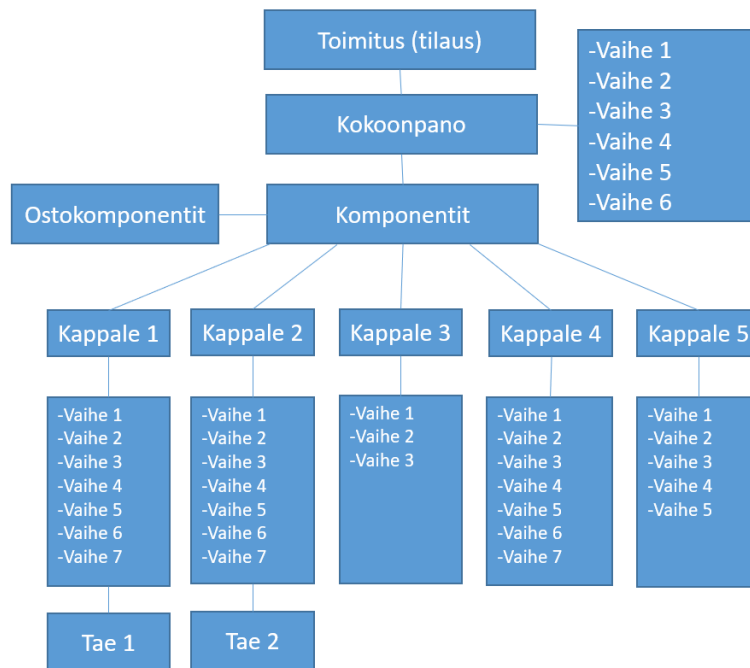 Toimitus (tilaus)
-Vaihe 1
-Vaihe 2
-Vaihe 3
-Vaihe 4
-Vaihe 5
-Vaihe 6
Kokoonpano
Ostokomponentit
Komponentit
Kappale 1
Kappale 2
Kappale 3
Kappale 4
Kappale 5
-Vaihe 1
-Vaihe 2
-Vaihe 3
-Vaihe 4
-Vaihe 5
-Vaihe 6
-Vaihe 7
-Vaihe 1
-Vaihe 2
-Vaihe 3
-Vaihe 4
-Vaihe 5
-Vaihe 6
-Vaihe 7
-Vaihe 1
-Vaihe 2
-Vaihe 3
-Vaihe 1
-Vaihe 2
-Vaihe 3
-Vaihe 4
-Vaihe 5
-Vaihe 6
-Vaihe 7
-Vaihe 1
-Vaihe 2
-Vaihe 3
-Vaihe 4
-Vaihe 5
Tae 1
Tae 2